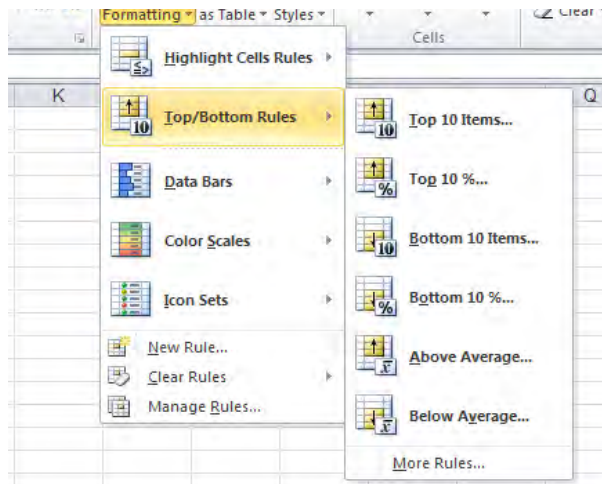 Formatting as Table Styles
Clear
Cells
K
Q
Highlight Cells Rules
Top/Bottom Rules
Data Bars
Color Scales
Icon Sets
New Rule...
Clear Rules
Manage Rules...
10
Top 10 Items...
%
Top 10 %...
10
Bottom 10 Items...
%
Bottom 10 %...
x̄
Above Average...
x̄
Below Average...
More Rules...